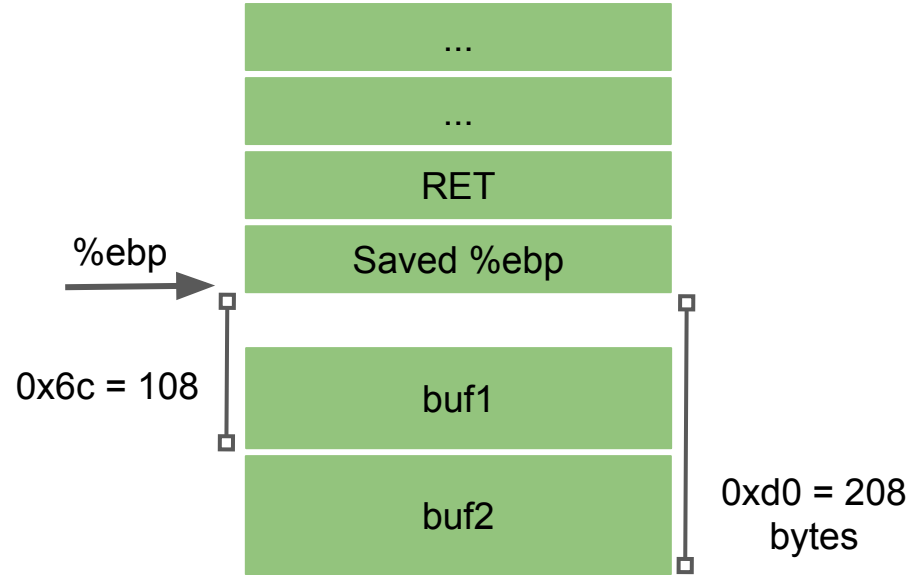 ...
...
RET
%ebp
Saved %ebp
0x6c = 108
buf1
buf2
0xd0 = 208
bytes